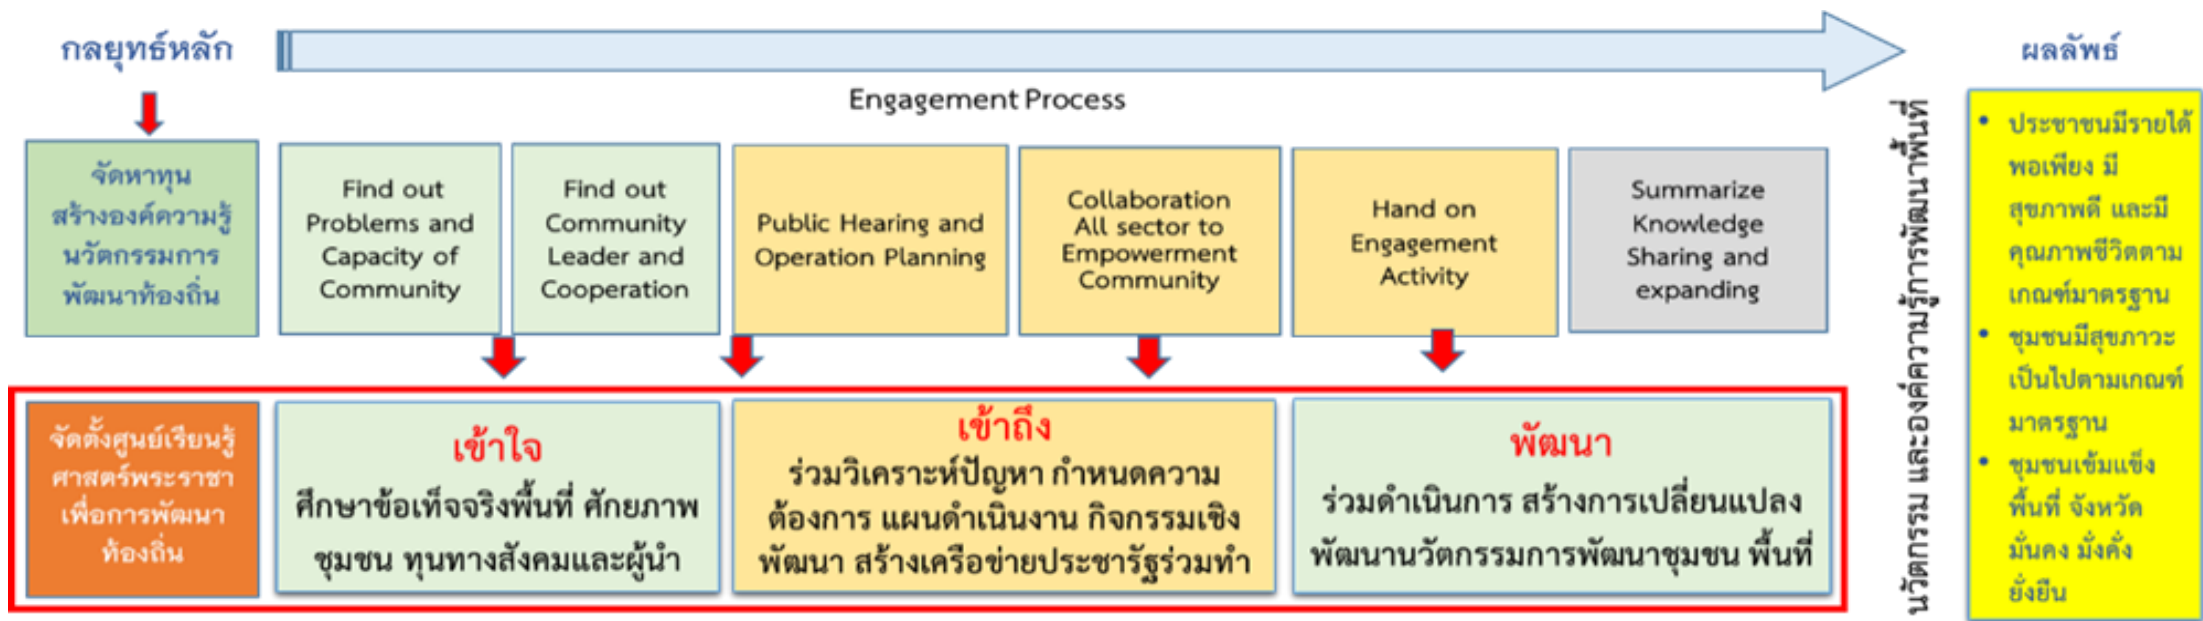 กลยุทธ์หลัก
Engagement Process
ผลลัพธ์
จัดหาทุน
สร้างองค์ความรู้
นวัตกรรมการ
พัฒนาท้องถิ่น
Find out
Problems and
Capacity of
Community
Find out
Community
Leader and
Cooperation
Public Hearing and
Operation Planning
Collaboration
All sector to
Empowerment
Community
Hand on
Engagement
Activity
Summarize
Knowledge
Sharing and
expanding
จัดตั้งศูนย์เรียนรู้
ศาสตร์พระราชา
เพื่อการพัฒนา
ท้องถิ่น
เข้าใจ
ศึกษาข้อเท็จจริงพื้นที่ ศักยภาพ
ชุมชน ทุนทางสังคมและผู้นำ
เข้าถึง
ร่วมวิเคราะห์ปัญหา กำหนดความ
ต้องการ แผนดำเนินงาน กิจกรรมเชิง
พัฒนา สร้างเครือข่ายประชารัฐร่วมทำ
พัฒนา
ร่วมดำเนินการ สร้างการเปลี่ยนแปลง
พัฒนานวัตกรรมการพัฒนาชุมชน พื้นที่
นวัตกรรม และองค์ความรู้การพัฒนาพื้นที่
• ประชาชนมีรายได้
พอเพียง มี
สุขภาพดี และมี
คุณภาพชีวิตตาม
เกณฑ์มาตรฐาน
• ชุมชนมีสุขภาวะ
เป็นไปตามเกณฑ์
มาตรฐาน
• ชุมชนเข้มแข็ง
พื้นที่ จังหวัด
มั่นคง มั่งคั่ง
ยั่งยืน